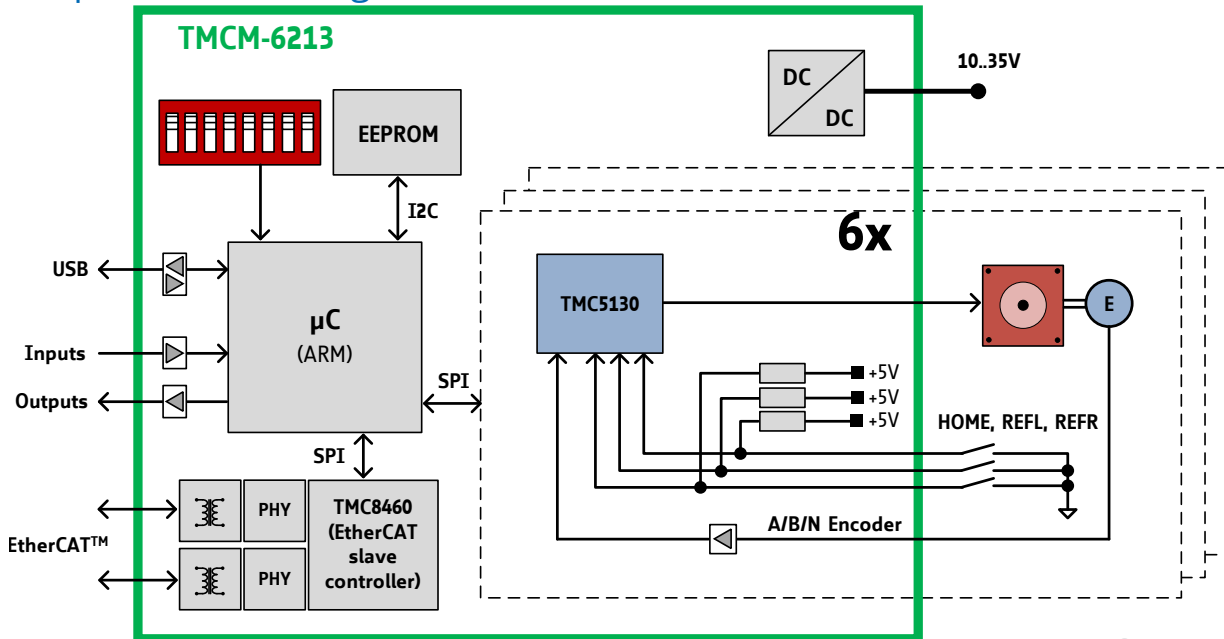 TMCM-6213
10..35V
DC
DC
EEPROM
I2C
6x
USB
TMC5130
E
µC
(ARM)
Inputs
SPI
+5V
Outputs
+5V
+5V
HOME, REFL, REFR
SPI
PHY
TMC8460
(EtherCAT
slave
controller)
A/B/N Encoder
EtherCAT™
PHY